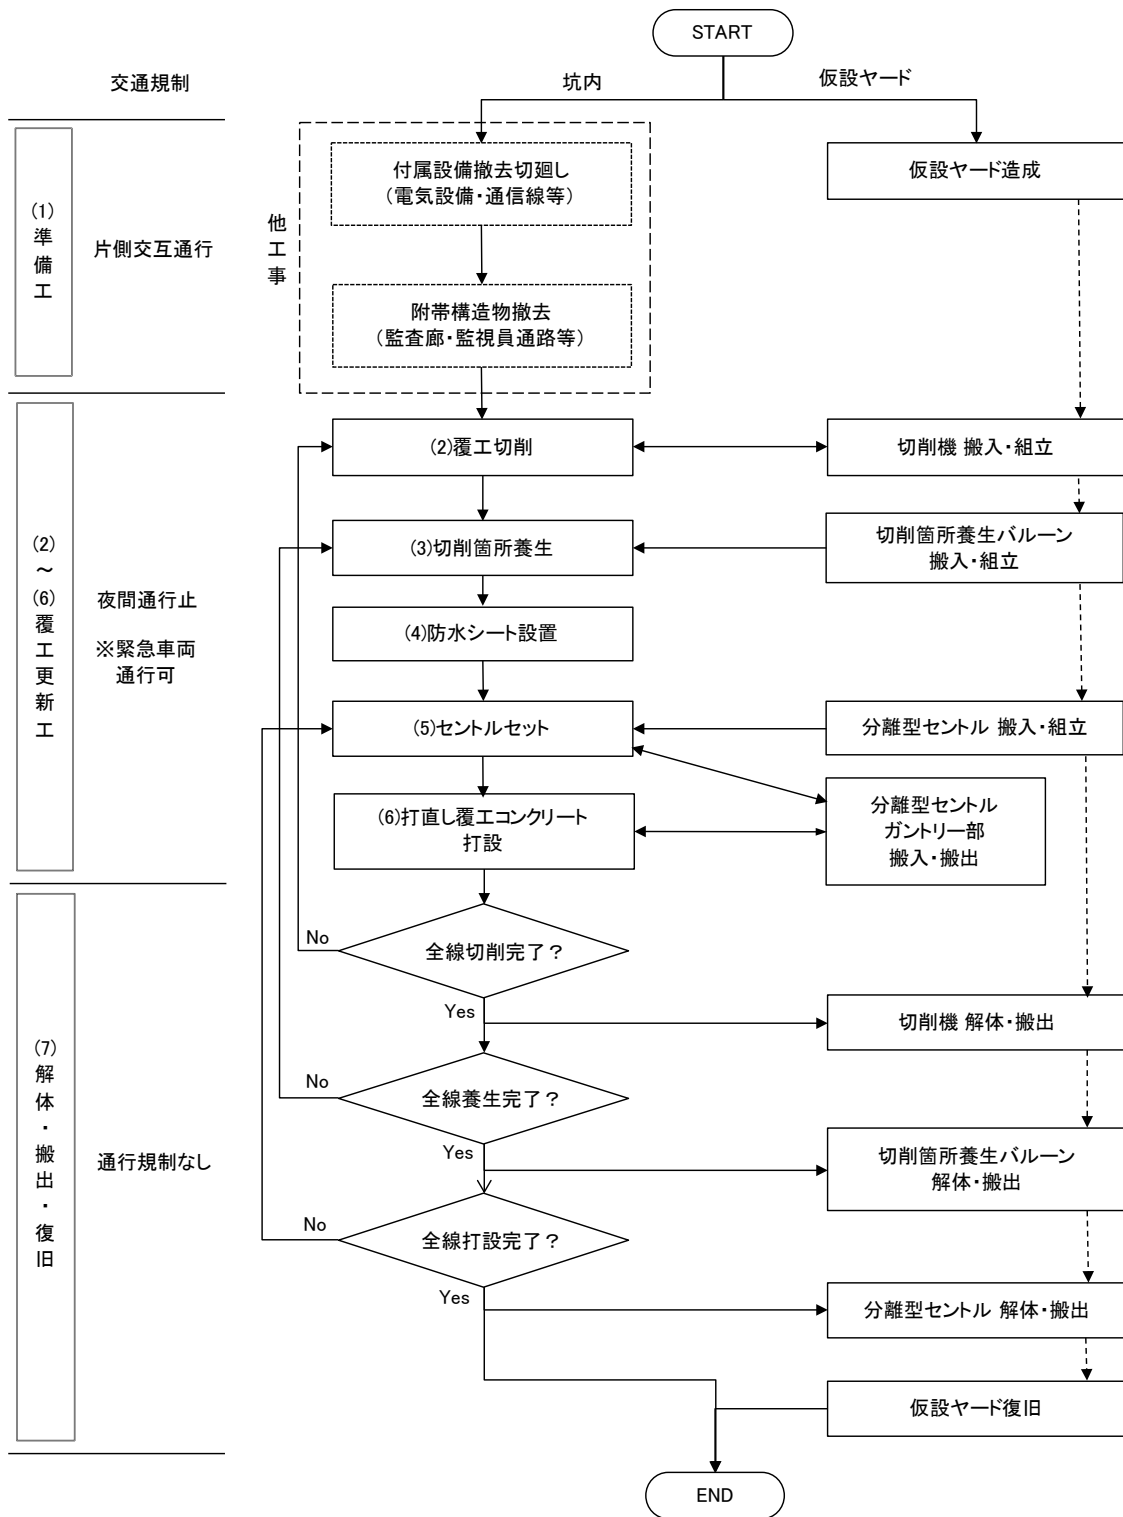 START
交通規制
坑内
仮設ヤード
(1)
準
備
工
片側交互通行
他
工
事
付属設備撤去切廻し
（電気設備・通信線等）
仮設ヤード造成
附帯構造物撤去
（監査廊・監視員通路等）
(2)
～
(6)
覆
工
更
新
工
夜間通行止
※緊急車両
通行可
(2)覆工切削
切削機 搬入・組立
(3)切削箇所養生
切削箇所養生バルーン
搬入・組立
(4)防水シート設置
(5)セントルセット
分離型セントル 搬入・組立
(6)打直し覆工コンクリート
打設
分離型セントル
ガントリー部
搬入・搬出
(7)
解
体
・
搬
出
・
復
旧
通行規制なし
No
全線切削完了？
Yes
切削機 解体・搬出
No
全線養生完了？
Yes
切削箇所養生バルーン
解体・搬出
No
全線打設完了？
Yes
分離型セントル 解体・搬出
仮設ヤード復旧
END